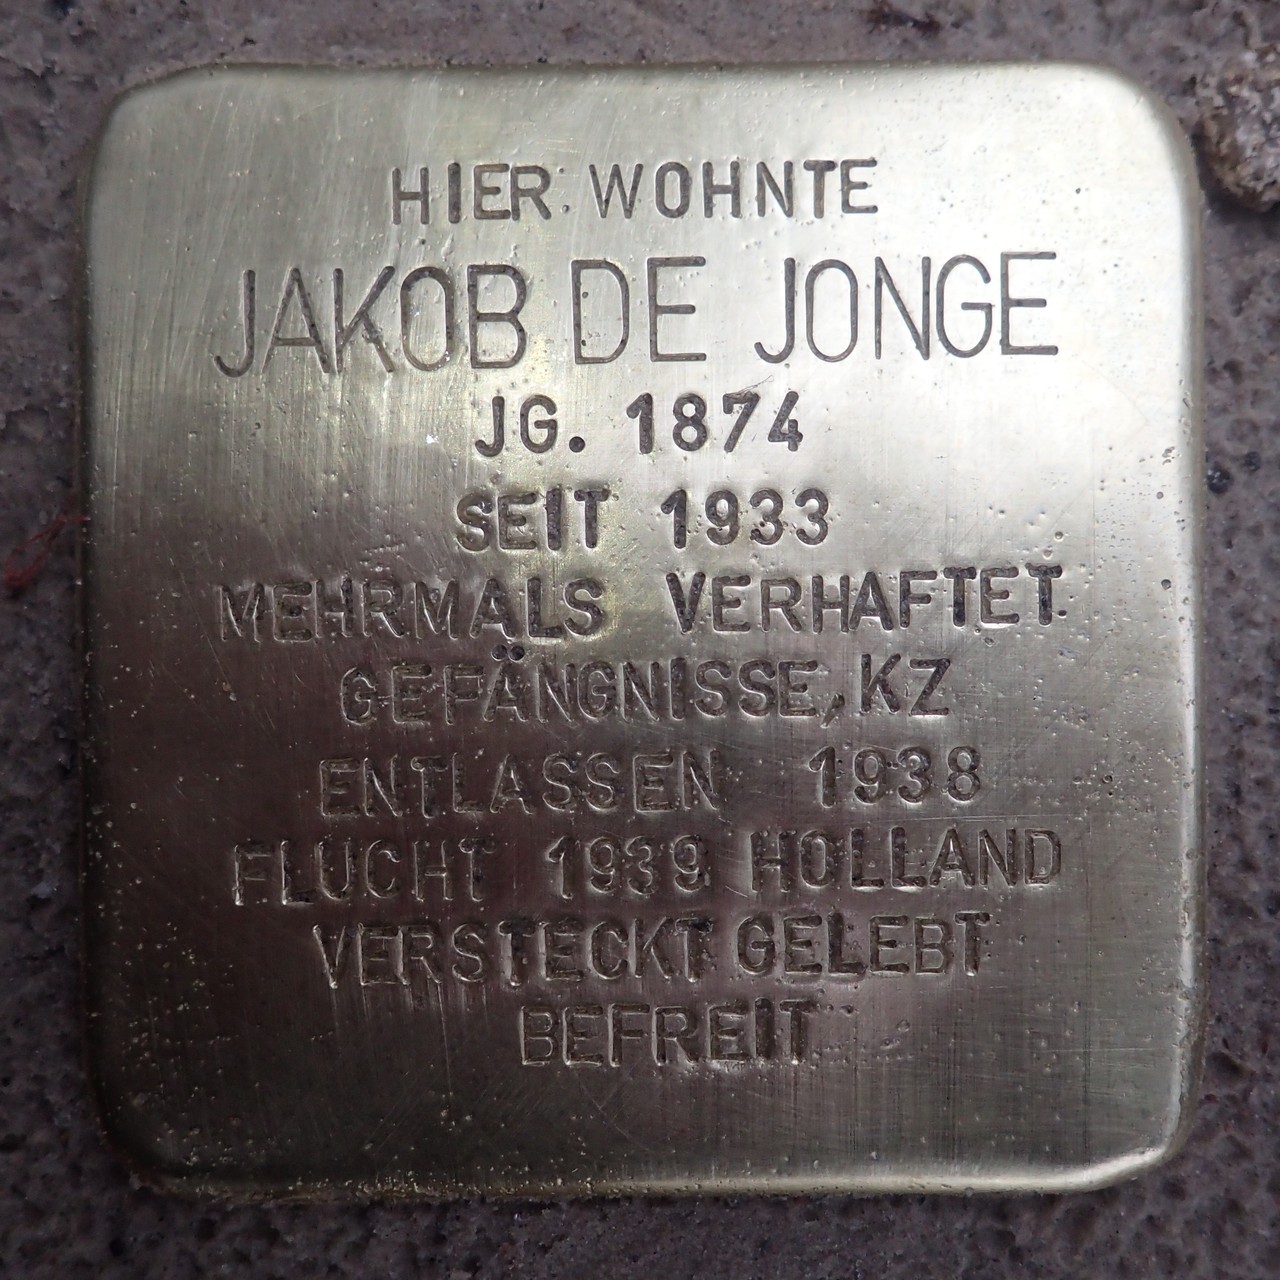 HIER WOHNTE
JAKOB DE JONGE
JG. 1874
SEIT 1933
MEHRMALS VERHAFTET
GEFÄNGNISSE, KZ
ENTLASSEN 1938
FLUCHT 1939 HOLLAND
VERSTECKT GELEBT
BEFREIT